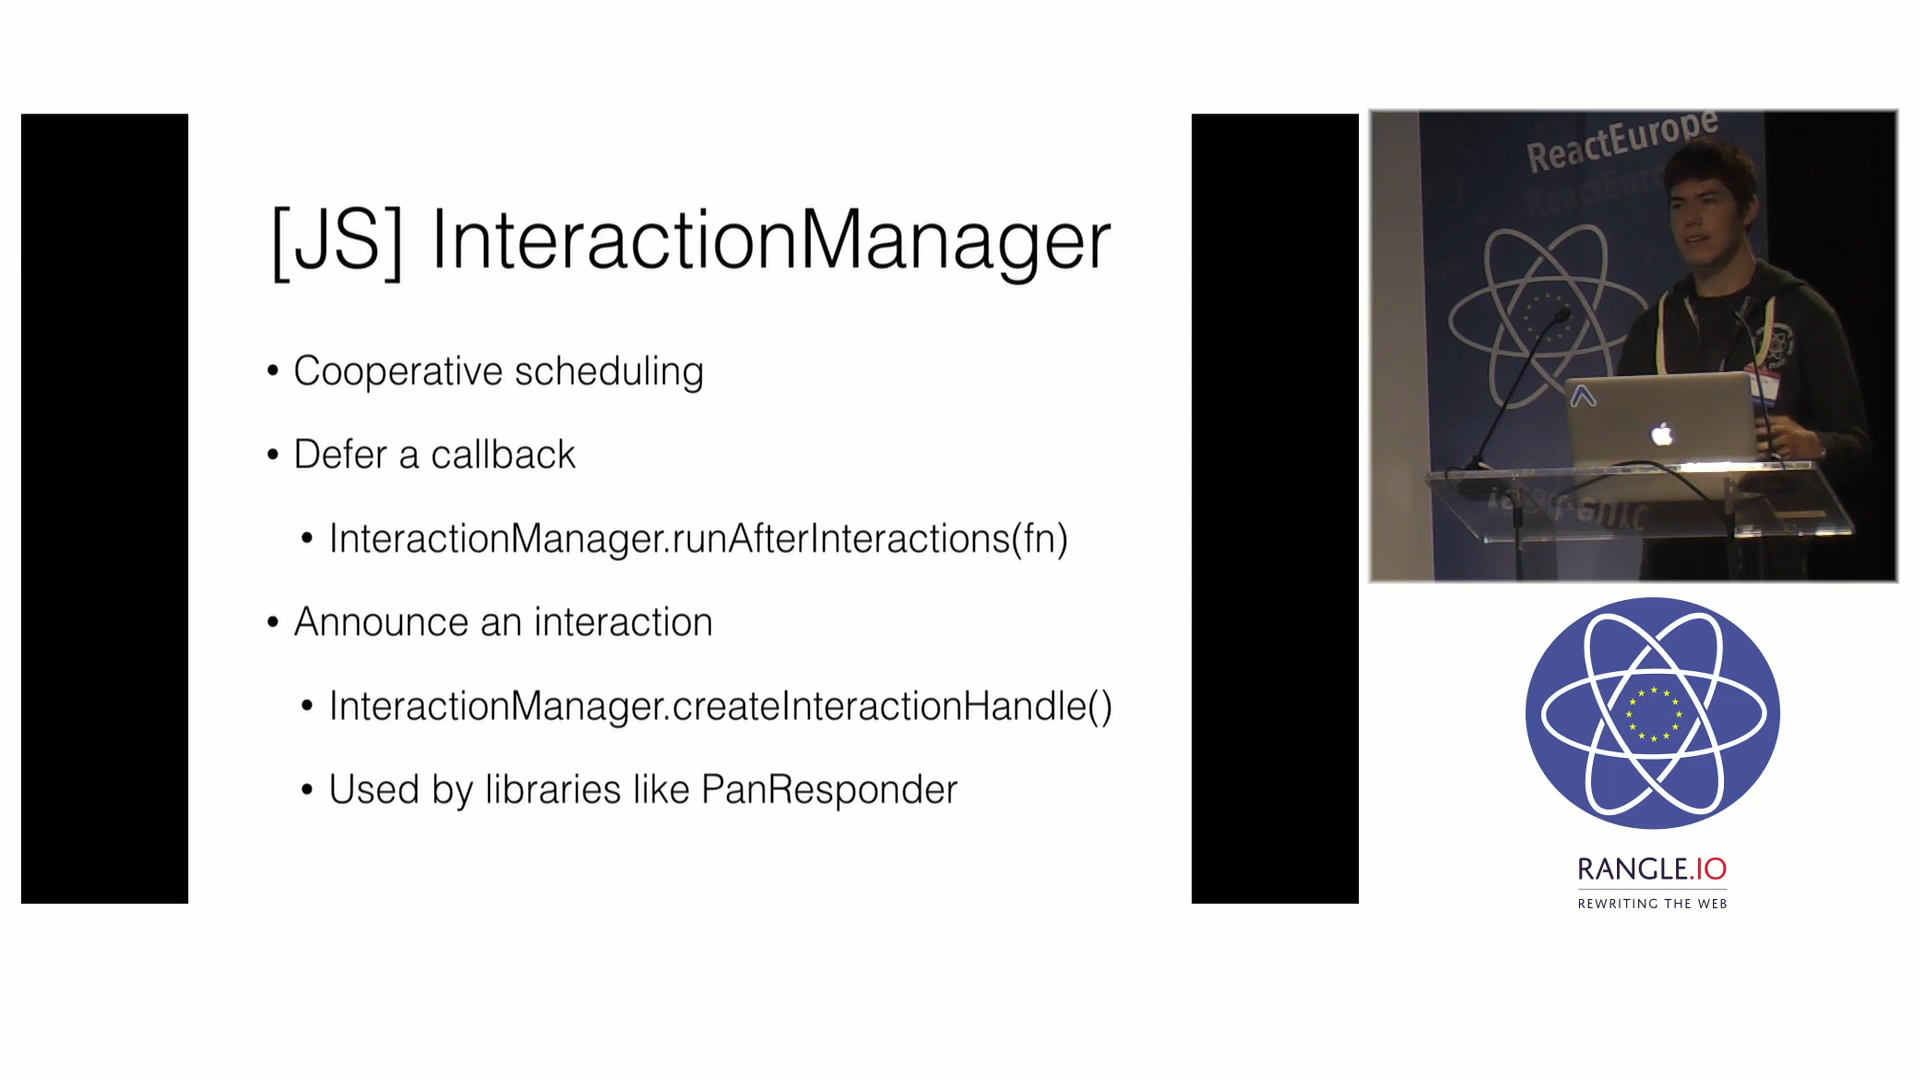 [JS] InteractionManager
• Cooperative scheduling
• Defer a callback
• InteractionManager.runAfterInteractions(fn)
• Announce an interaction
• InteractionManager.createInteractionHandle()
• Used by libraries like PanResponder
ReactEurope
RANGLE.IO
REWRITING THE WEB